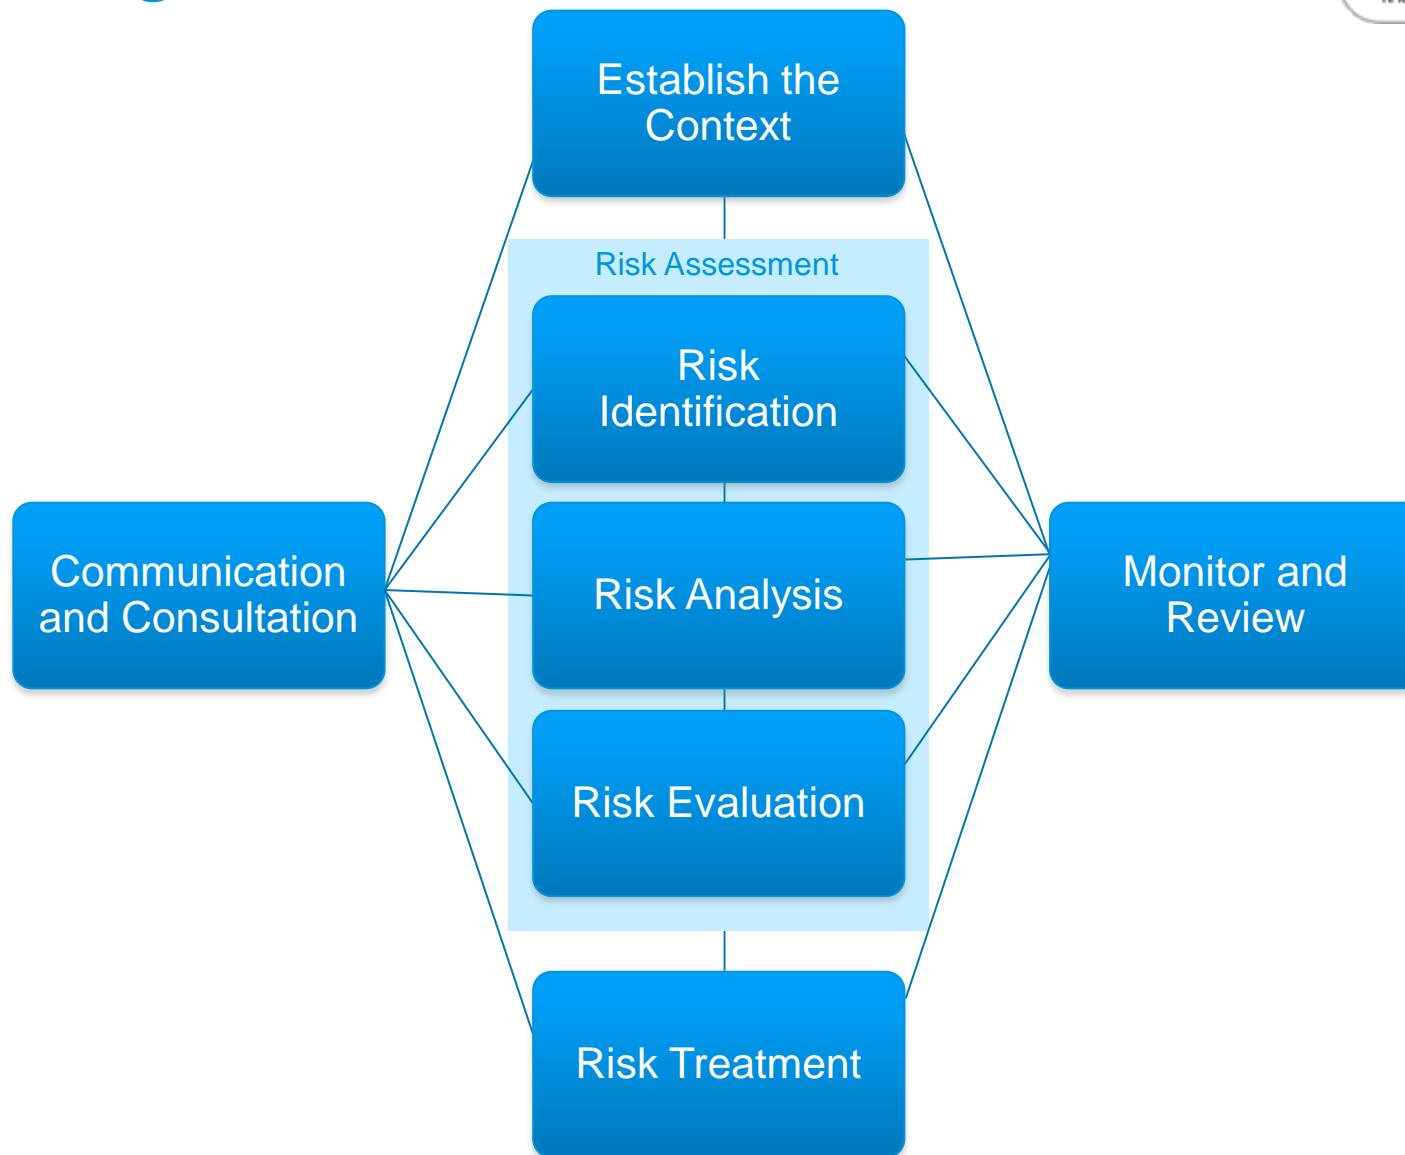 Establish the
Context
Risk Assessment
Risk
Identification
Communication
and Consultation
Risk Analysis
Monitor and
Review
Risk Evaluation
Risk Treatment